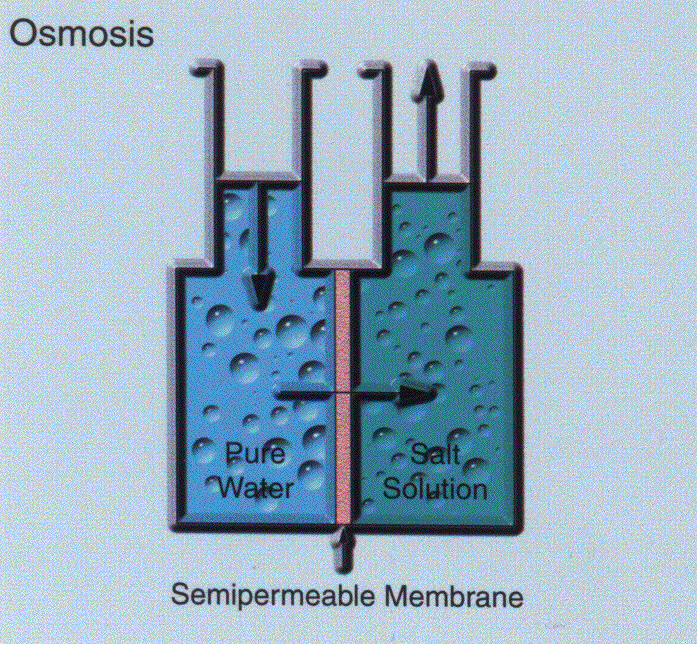 Osmosis
Pure
Water
Salt
Solution
Semipermeable Membrane